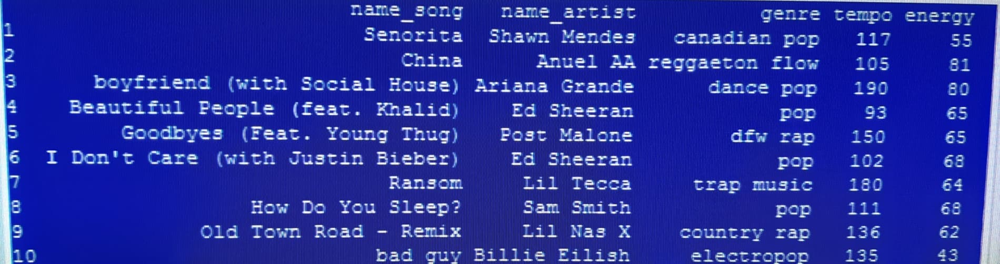 name_song name_artist genre tempo energy
1 Senorita Shawn Mendes canadian pop 117 55
2 China Anuel AA reggaeton flow 105 81
3 boyfriend (with Social House) Ariana Grande dance pop 190 80
4 Beautiful People (feat. Khalid) Ed Sheeran pop 93 65
5 Goodbyes (Feat. Young Thug) Post Malone dfw rap 150 65
6 I Don't Care (with Justin Bieber) Ed Sheeran pop 102 68
7 Ransom Lil Tecca trap music 180 64
8 How Do You Sleep? Sam Smith pop 111 68
9 Old Town Road - Remix Lil Nas X country rap 136 62
10 bad guy Billie Eilish electropop 135 43